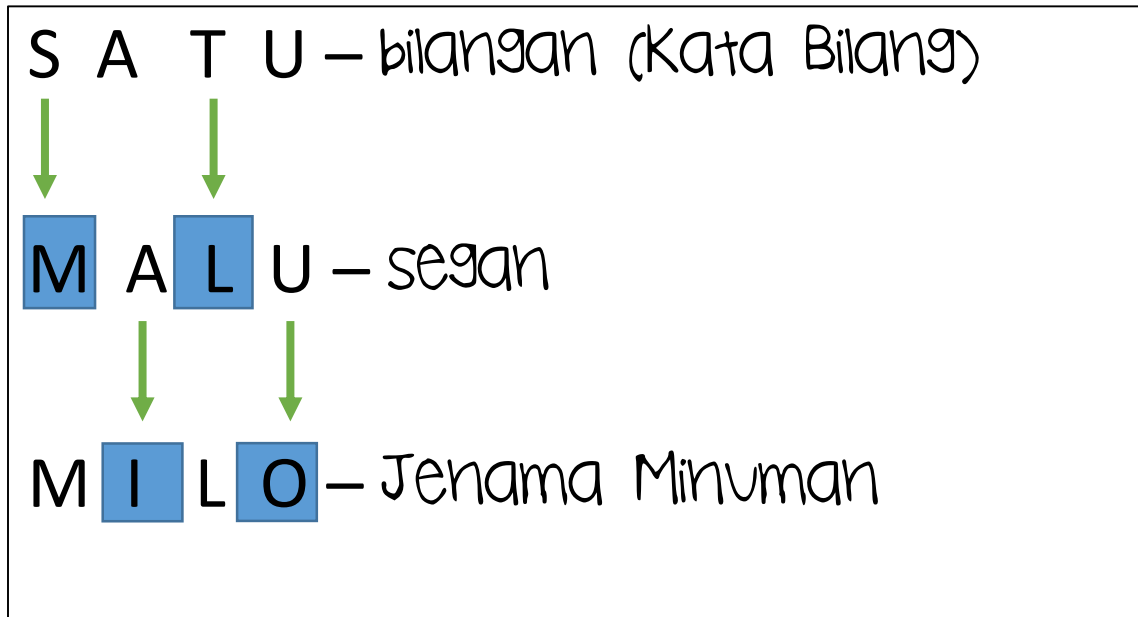 S A T U – bilangan (Kata Bilang)
M A L U – segan
M I L O – Jenama Minuman